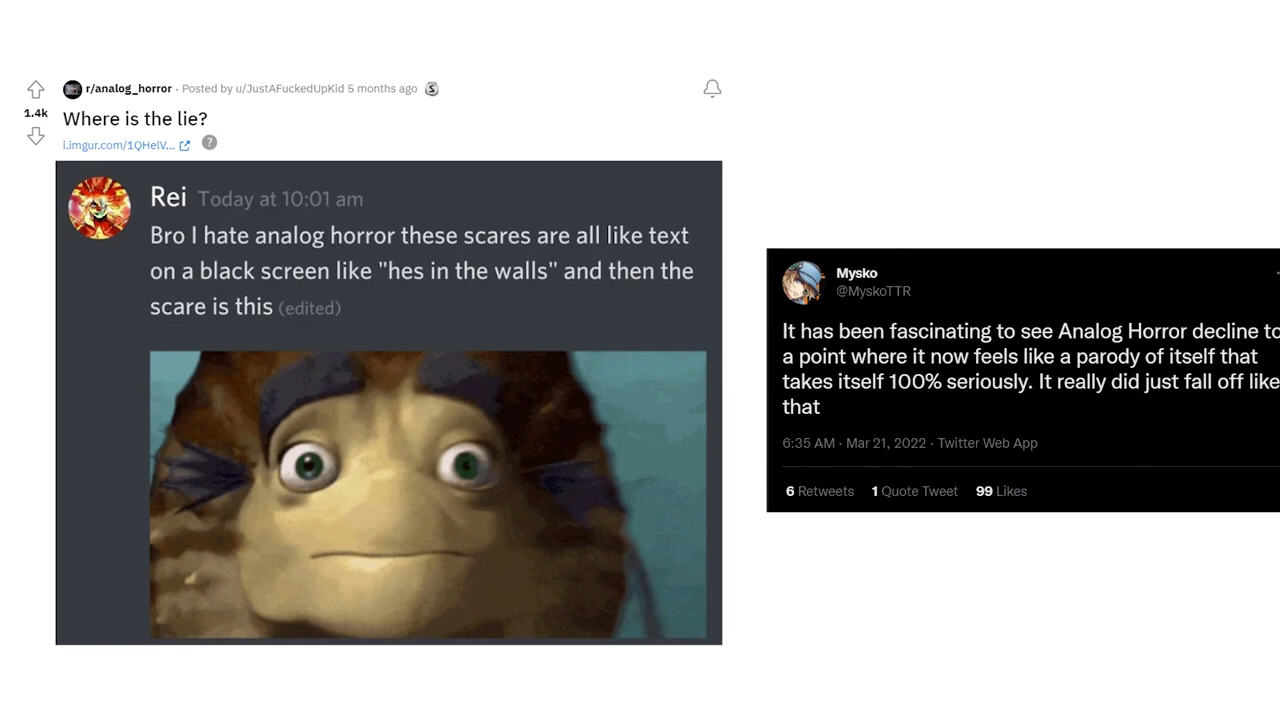 r/analog_horror · Posted by u/JustAFuckedUpKid 5 months ago
1.4k
Where is the lie?
i.imgur.com/1QHelV...
?
Rei Today at 10:01 am
Bro I hate analog horror these scares are all like text
on a black screen like "hes in the walls" and then the
scare is this (edited)
Mysko
@MyskoTTR
It has been fascinating to see Analog Horror decline to
a point where it now feels like a parody of itself that
takes itself 100% seriously. It really did just fall off like
that
6:35 AM · Mar 21, 2022 · Twitter Web App
6 Retweets 1 Quote Tweet 99 Likes